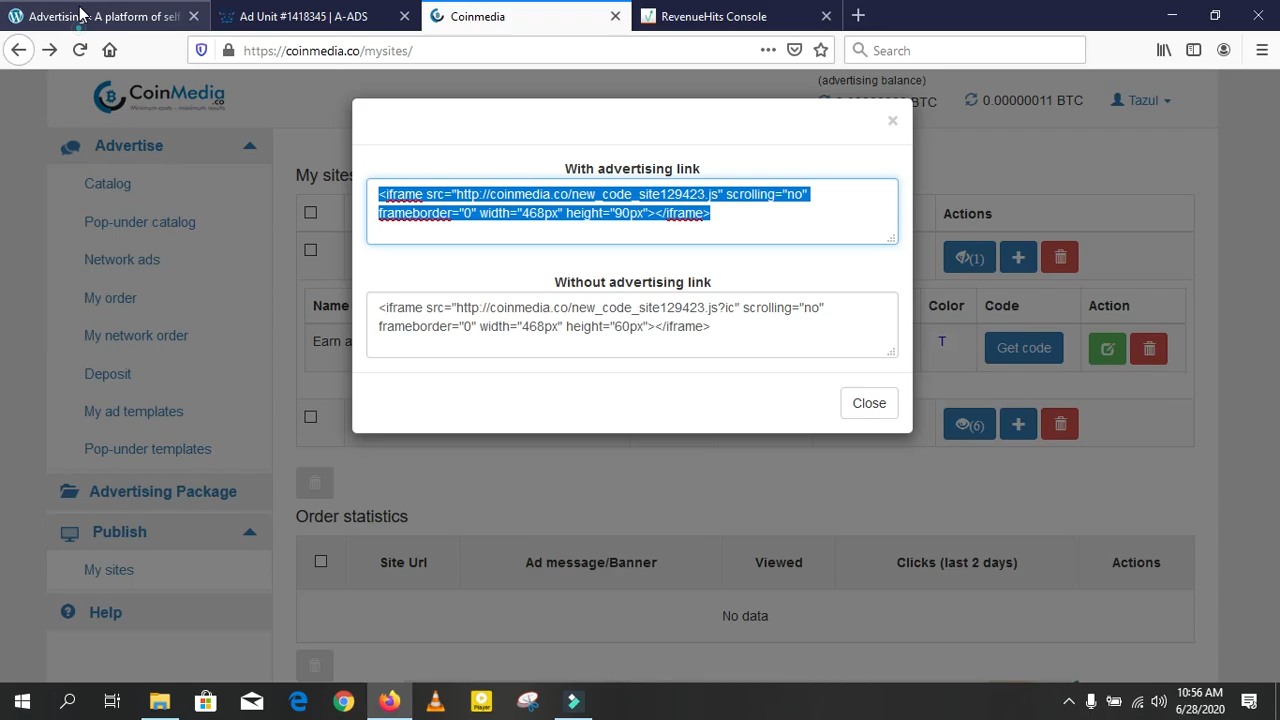 Advertising: A platform of self
Ad Unit #1418345 | A-ADS
Coinmedia
RevenueHits Console
https://coinmedia.co/mysites/
Search
CoinMedia
.co
(advertising balance)
BTC
0.00000011 BTC
Tazul
Advertise
Catalog
Pop-under catalog
Network ads
My order
My network order
Deposit
My ad templates
Pop-under templates
Advertising Package
Publish
My sites
Help
My sites
With advertising link
<iframe src="http://coinmedia.co/new_code_site129423.js" scrolling="no"
frameborder="0" width="468px" height="90px"></iframe>
Without advertising link
<iframe src="http://coinmedia.co/new_code_site129423.js?ic" scrolling="no"
frameborder="0" width="468px" height="60px"></iframe>
Close
Actions
(1)
Name
Color
Code
Action
Earn a
T
Get code
(6)
Order statistics
Site Url
Ad message/Banner
Viewed
Clicks (last 2 days)
Actions
No data
Player
10:56 AM
6/28/2020